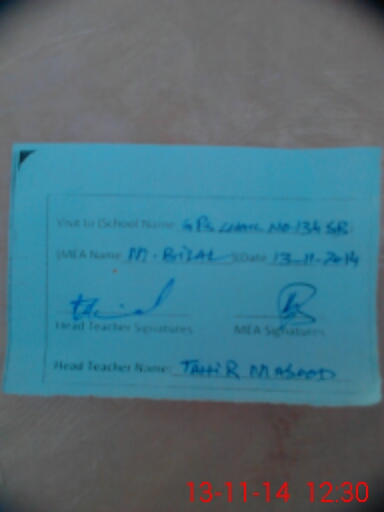 Visit to (School Name: GPS CHAK NO 134 SB)
(MEA Name: M. BilAL) (Date: 13-11-2014
Head Teacher Signatures MEA Signatures
Head Teacher Name: TAHiR MASOOD
13-11-14 12:30